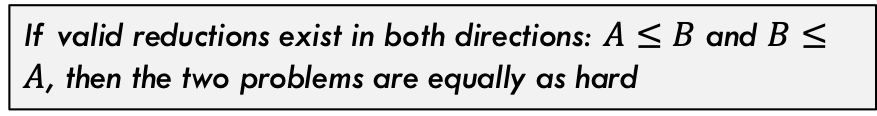 If valid reductions exist in both directions: A ≤ B and B ≤
A, then the two problems are equally as hard